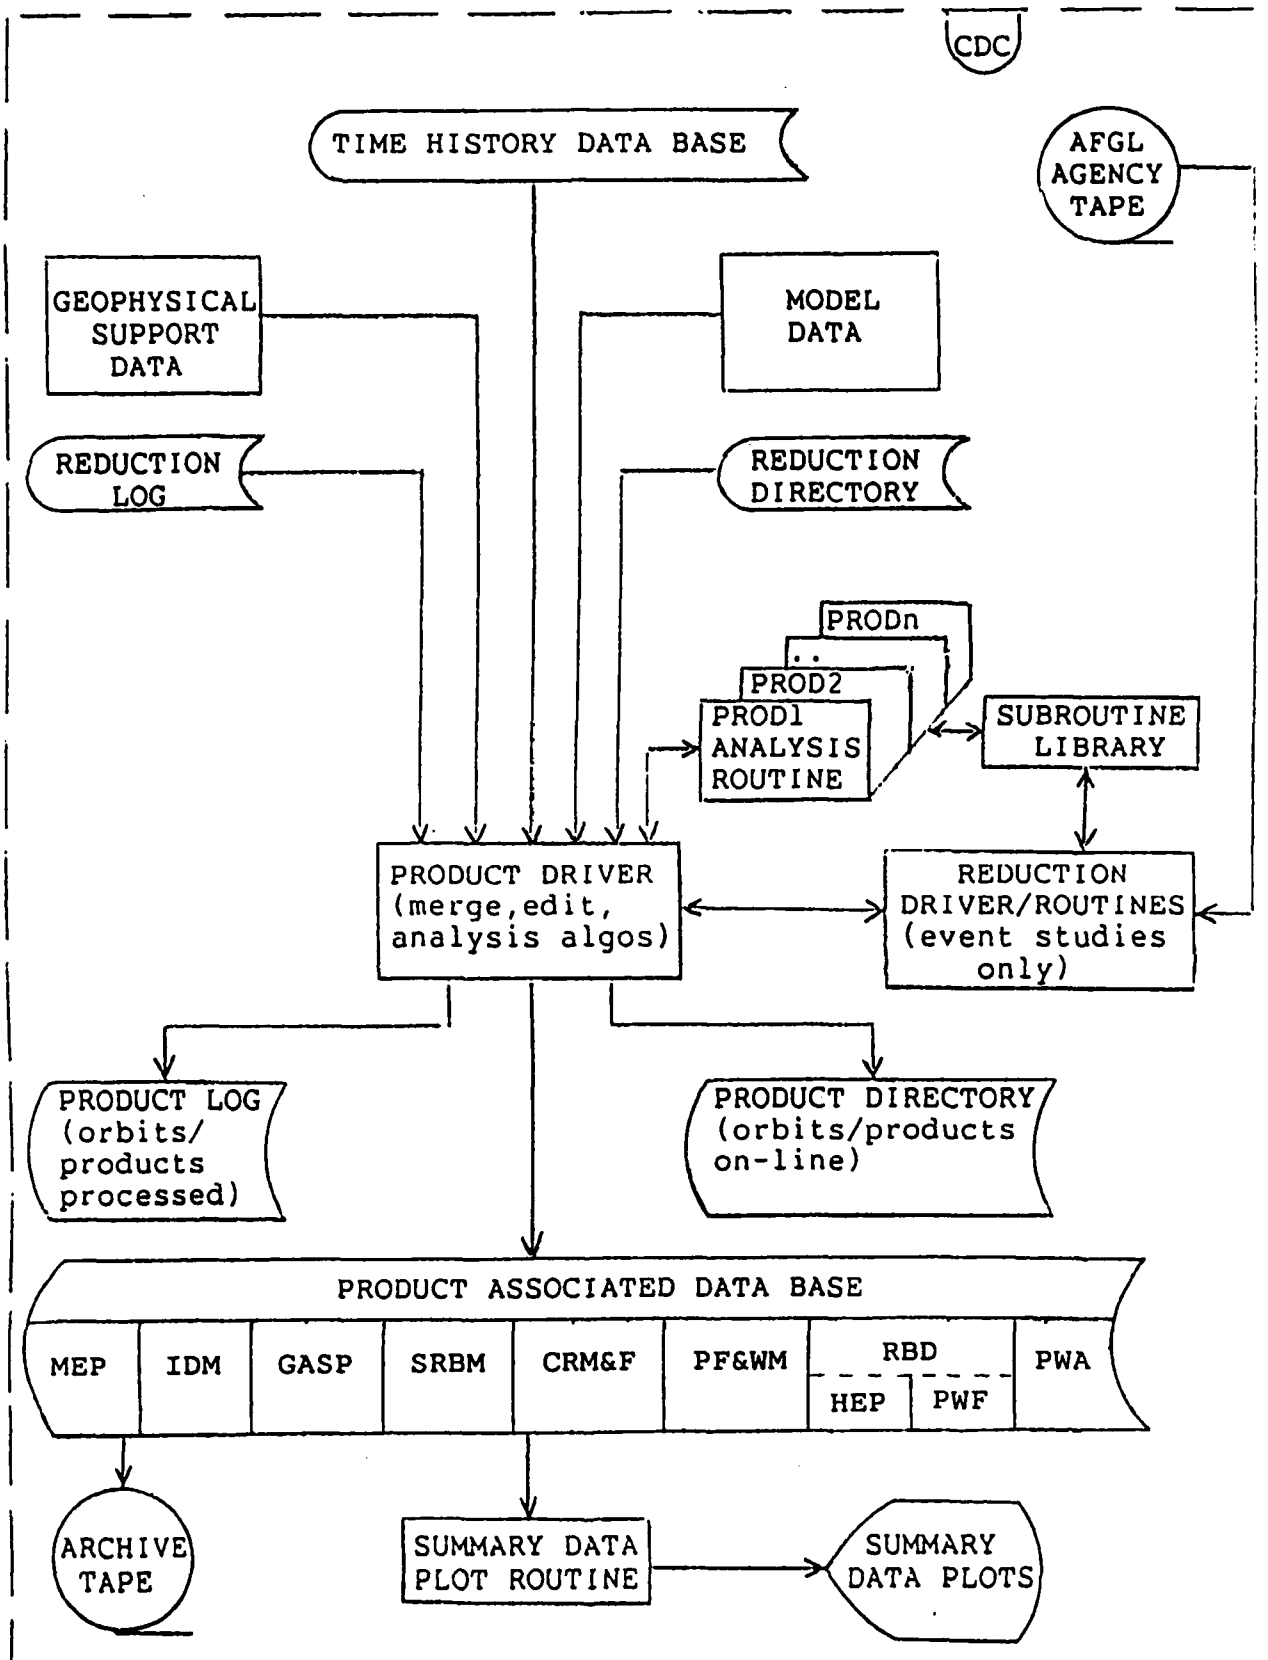 CDC
TIME HISTORY DATA BASE
AFGL
AGENCY
TAPE
GEOPHYSICAL
SUPPORT
DATA
MODEL
DATA
REDUCTION
LOG
REDUCTION
DIRECTORY
PRODn
..
PROD2
PROD1
ANALYSIS
ROUTINE
SUBROUTINE
LIBRARY
PRODUCT DRIVER
(merge,edit,
analysis algos)
REDUCTION
DRIVER/ROUTINES
(event studies
only)
PRODUCT LOG
(orbits/
products
processed)
PRODUCT DIRECTORY
(orbits/products
on-line)
PRODUCT ASSOCIATED DATA BASE
MEP IDM GASP SRBM CRM&F PF&WM RBD PWA
HEP PWF
ARCHIVE
TAPE
SUMMARY DATA
PLOT ROUTINE
SUMMARY
DATA PLOTS